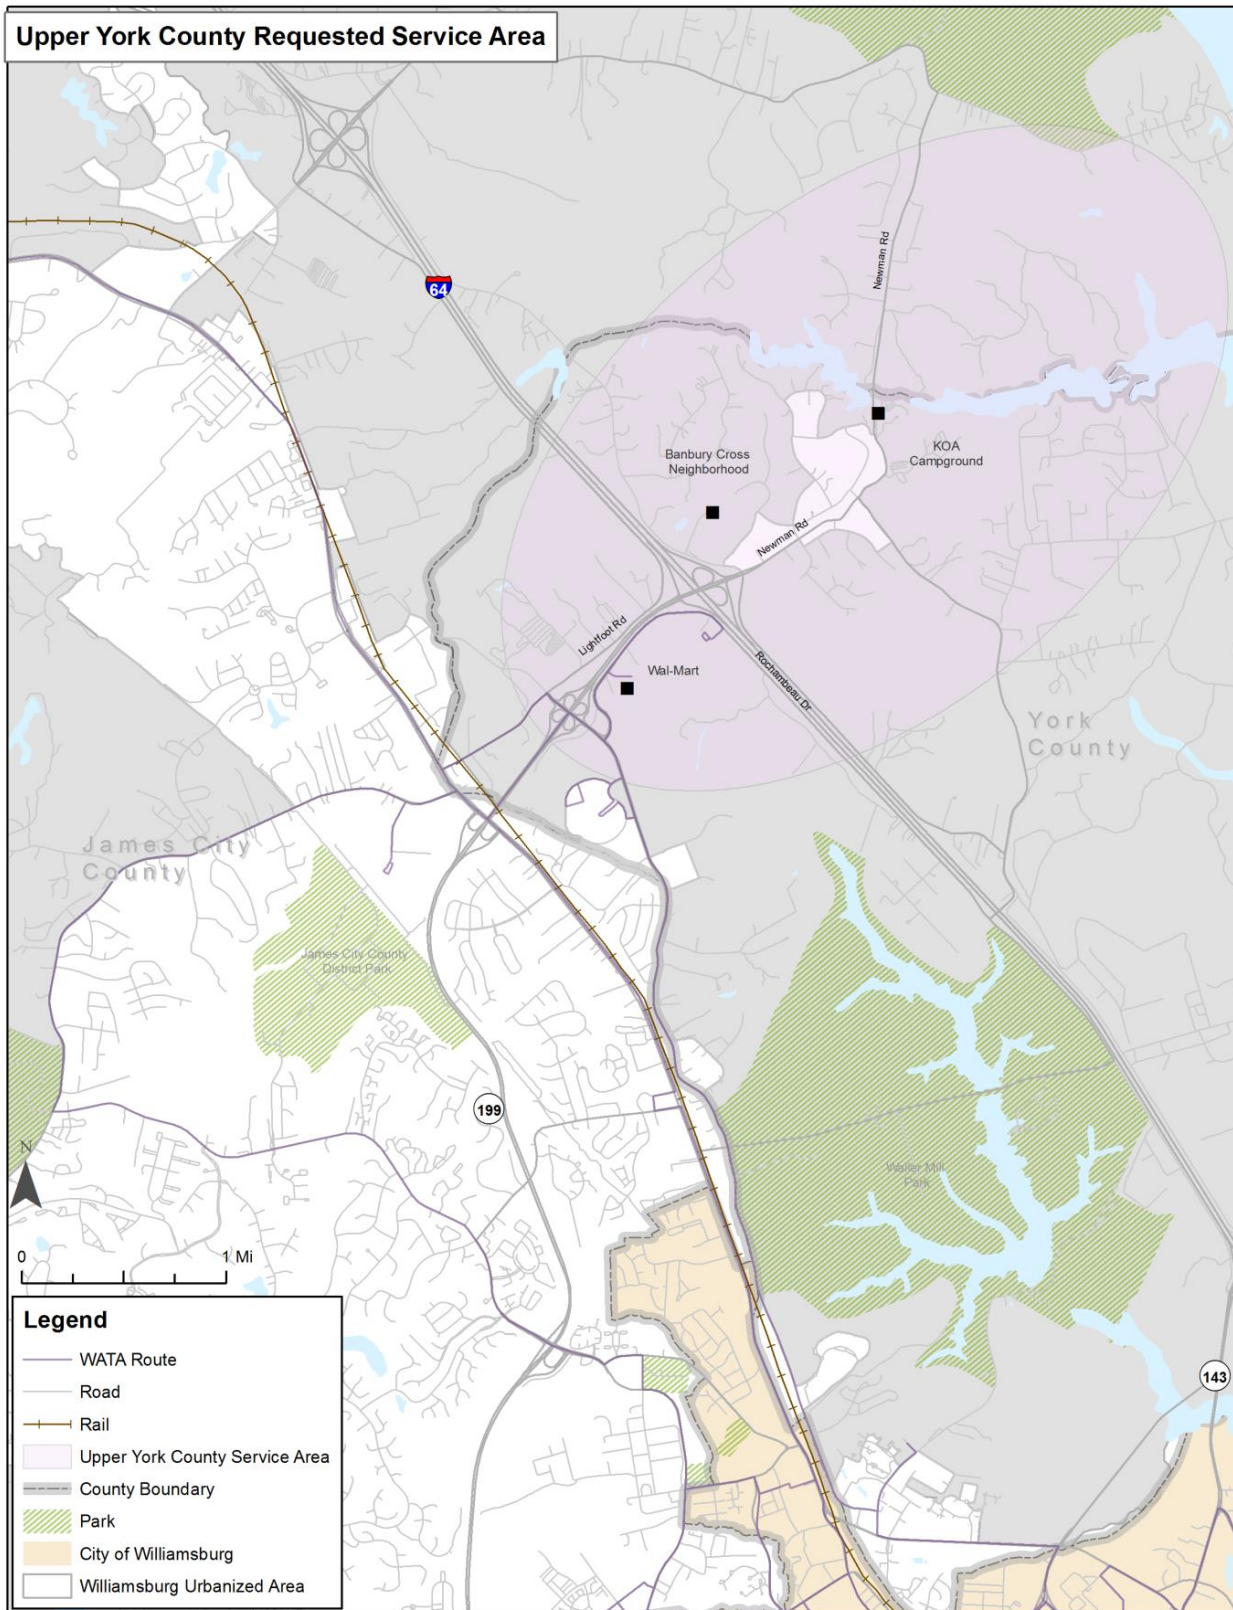 Upper York County Requested Service Area
64
Newman Rd
Banbury Cross
Neighborhood
KOA
Campground
Newman Rd
Lightfoot Rd
Wal-Mart
Rochambeau Dr
York
County
James City
County
James City County
District Park
199
Waller Mill
Park
N
0 1 Mi
143
Legend
WATA Route
Road
Rail
Upper York County Service Area
County Boundary
Park
City of Williamsburg
Williamsburg Urbanized Area